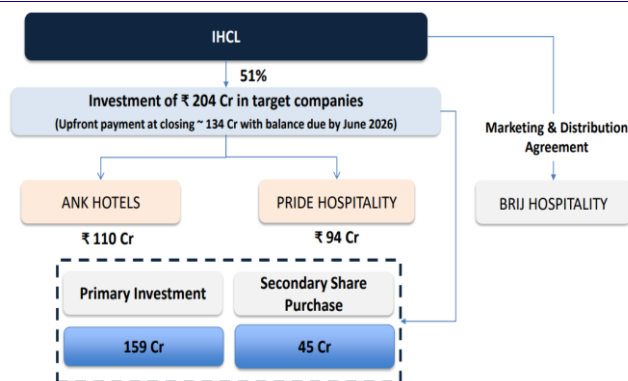 IHCL
51%
Investment of ₹ 204 Cr in target companies
(Upfront payment at closing ~ 134 Cr with balance due by June 2026)
Marketing & Distribution
Agreement
ANK HOTELS
PRIDE HOSPITALITY
BRIJ HOSPITALITY
₹ 110 Cr
₹ 94 Cr
Primary Investment
Secondary Share
Purchase
159 Cr
45 Cr